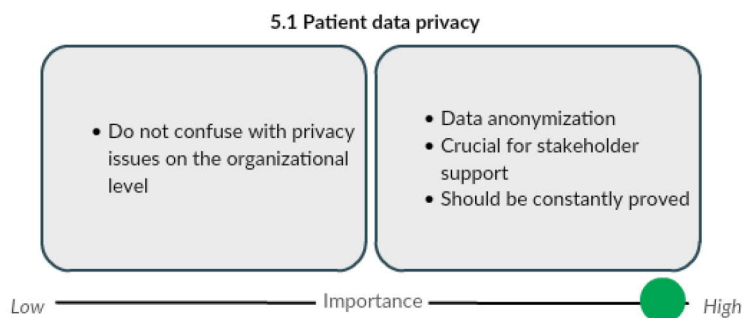 5.1 Patient data privacy
• Do not confuse with privacy
issues on the organizational
level
• Data anonymization
• Crucial for stakeholder
support
• Should be constantly proved
Low Importance High